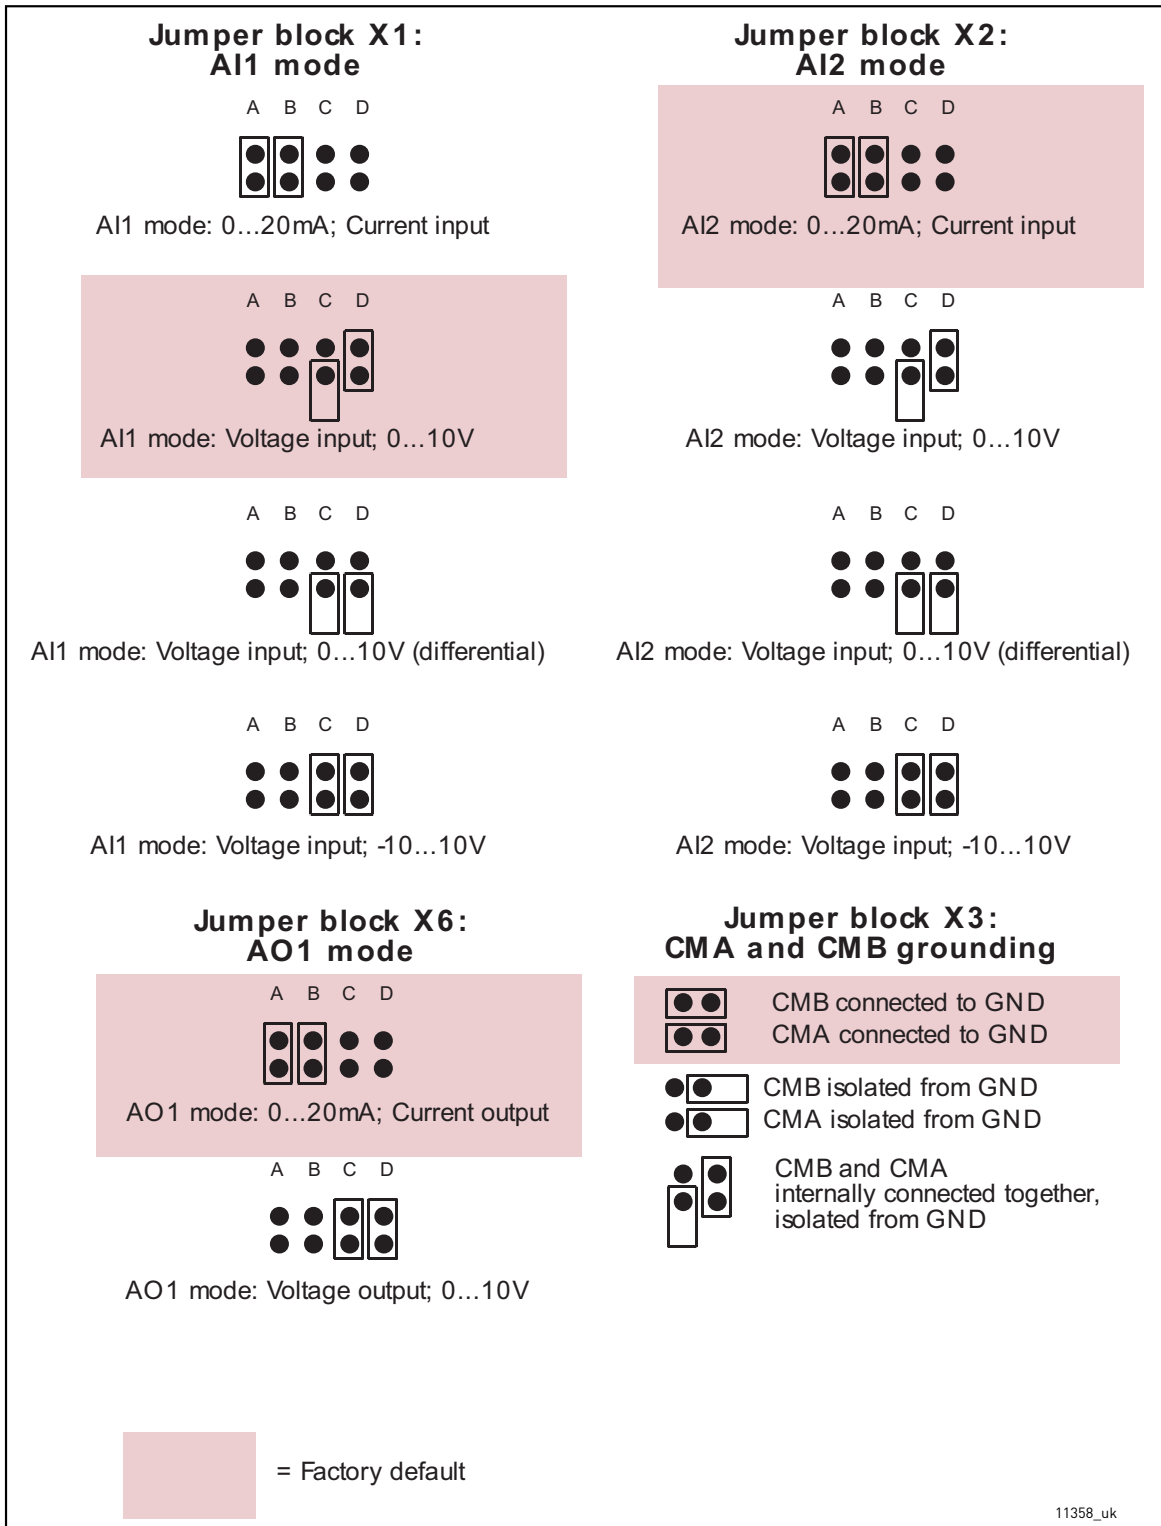 Jumper block X1:
AI1 mode
A B C D
AI1 mode: 0...20mA; Current input
A B C D
AI1 mode: Voltage input; 0...10V
A B C D
AI1 mode: Voltage input; 0...10V (differential)
A B C D
AI1 mode: Voltage input; -10...10V
Jumper block X2:
AI2 mode
A B C D
AI2 mode: 0...20mA; Current input
A B C D
AI2 mode: Voltage input; 0...10V
A B C D
AI2 mode: Voltage input; 0...10V (differential)
A B C D
AI2 mode: Voltage input; -10...10V
Jumper block X6:
AO1 mode
A B C D
AO1 mode: 0...20mA; Current output
A B C D
AO1 mode: Voltage output; 0...10V
Jumper block X3:
CMA and CMB grounding
CMB connected to GND
CMA connected to GND
CMB isolated from GND
CMA isolated from GND
CMB and CMA
internally connected together,
isolated from GND
= Factory default
11358_uk